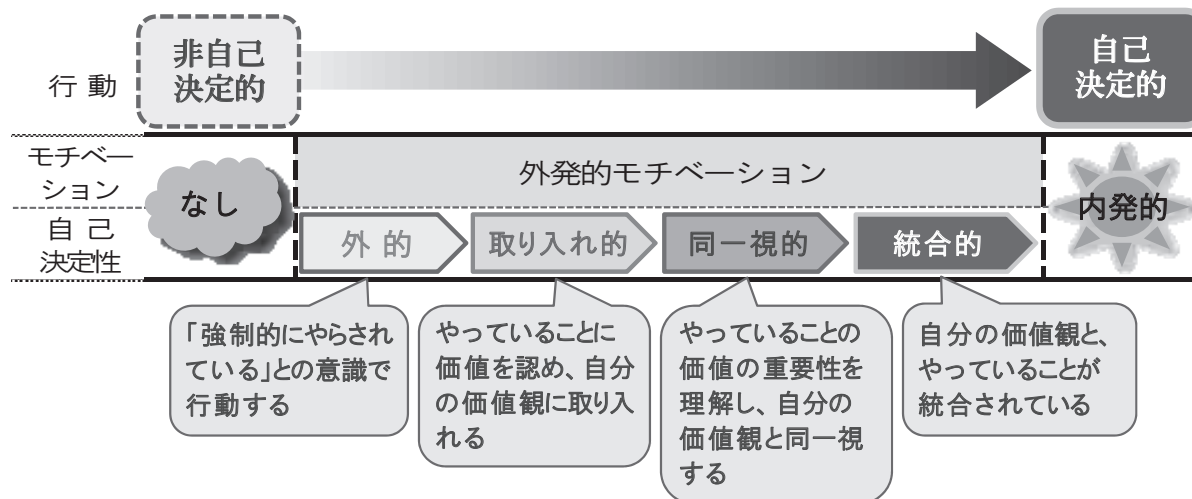 行動
非自己
決定的
自己
決定的
モチベー
ション
なし
外発的モチベーション
内発的
自己
決定性
外的
取り入れ的
同一視的
統合的
「強制的にやらされ
ている」との意識で
行動する
やっていることに
価値を認め、自分
の価値観に取り入
れる
やっていることの
価値の重要性を
理解し、自分の
価値観と同一視
する
自分の価値観と、
やっていることが
統合されている